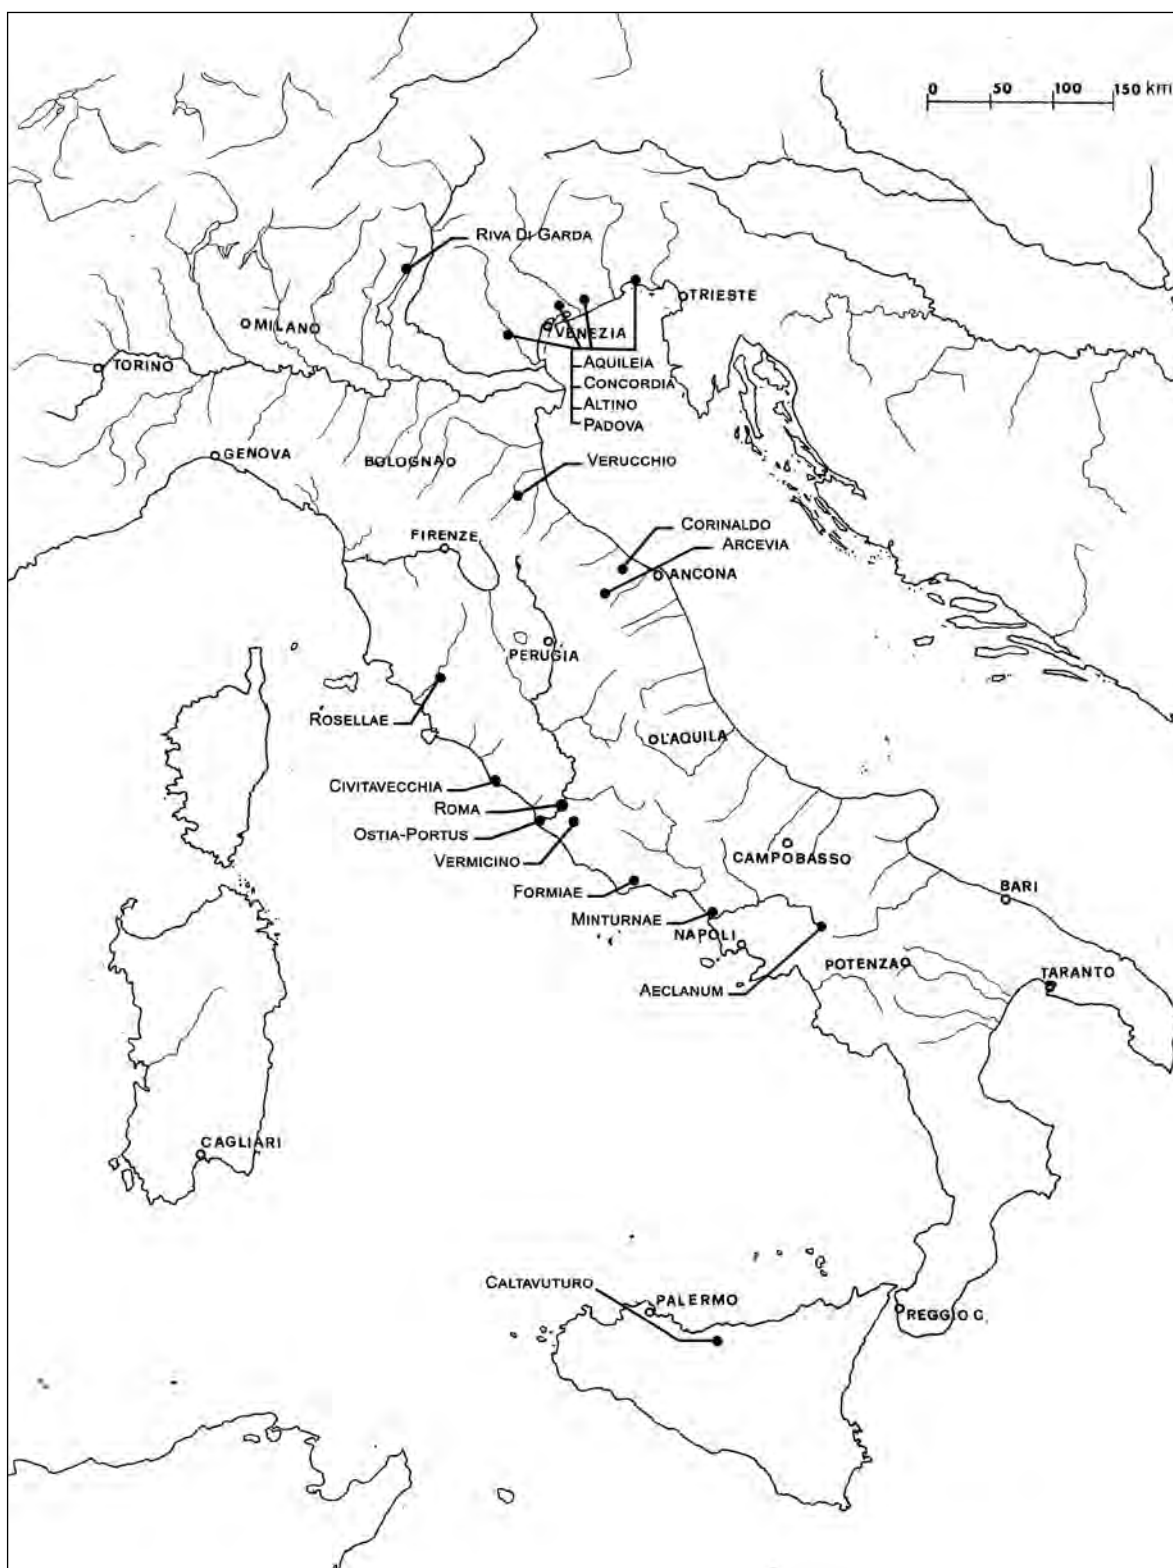 0 50 100 150 KM
RIVA DI GARDA
TRIESTE
MILANO
VENEZIA
TORINO
AQUILEIA
CONCORDIA
ALTINO
PADOVA
GENOVA
BOLOGNA
VERUCCHIO
CORINALDO
FIRENZE
ARCEVIA
ANCONA
PERUGIA
ROSELLAE
L'AQUILA
CIVITAVECCHIA
ROMA
OSTIA-PORTUS
VERMICINO
CAMPOBASSO
FORMIAE
BARI
MINTURNAE
NAPOLI
POTENZA
TARANTO
AECLANUM
CAGLIARI
CALTAVUTURO
PALERMO
REGGIO C.